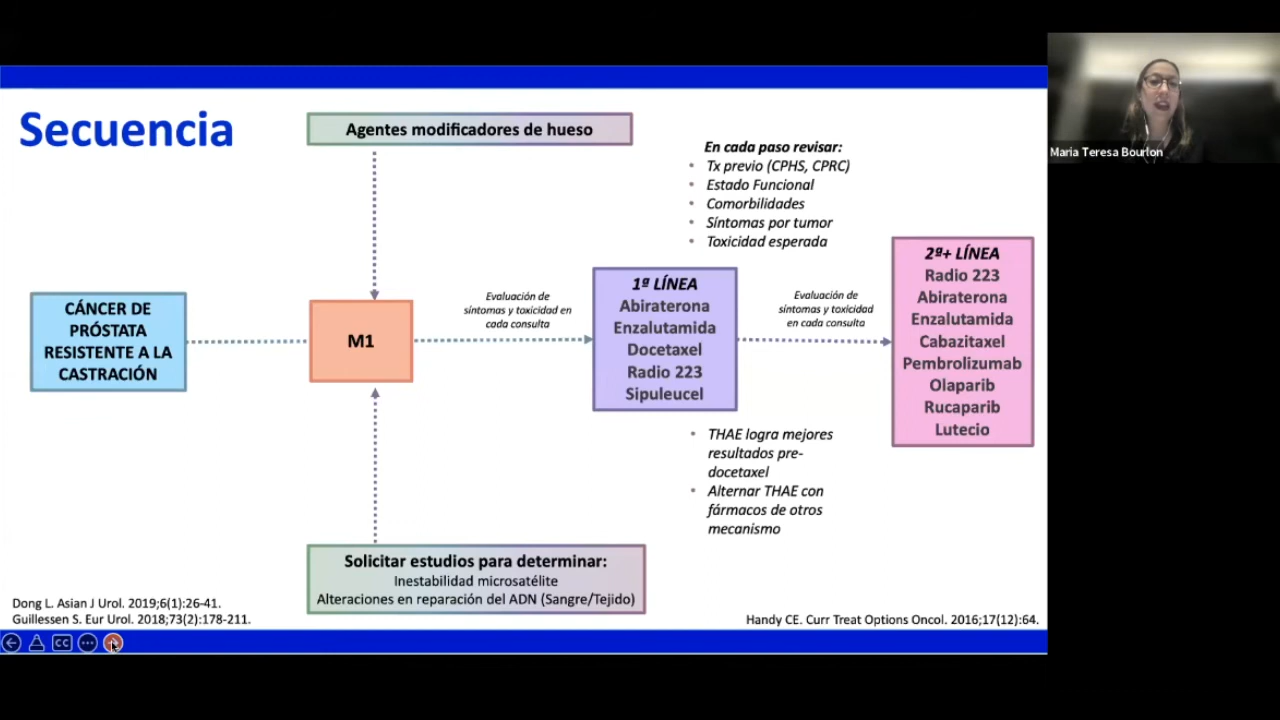 Secuencia
Agentes modificadores de hueso
En cada paso revisar:
• Tx previo (CPHS, CPRC)
• Estado Funcional
• Comorbilidades
• Síntomas por tumor
• Toxicidad esperada
CÁNCER DE
PRÓSTATA
RESISTENTE A LA
CASTRACIÓN
M1
Evaluación de
síntomas y toxicidad en
cada consulta
1ª LÍNEA
Abiraterona
Enzalutamida
Docetaxel
Radio 223
Sipuleucel
Evaluación de
síntomas y toxicidad
en cada consulta
2ª+ LÍNEA
Radio 223
Abiraterona
Enzalutamida
Cabazitaxel
Pembrolizumab
Olaparib
Rucaparib
Lutecio
• THAE logra mejores
resultados pre-
docetaxel
• Alternar THAE con
fármacos de otros
mecanismo
Solicitar estudios para determinar:
Inestabilidad microsatélite
Alteraciones en reparación del ADN (Sangre/Tejido)
Dong L. Asian J Urol. 2019;6(1):26-41.
Guillessen S. Eur Urol. 2018;73(2):178-211.
Handy CE. Curr Treat Options Oncol. 2016;17(12):64.
CC
Maria Teresa Bourlon